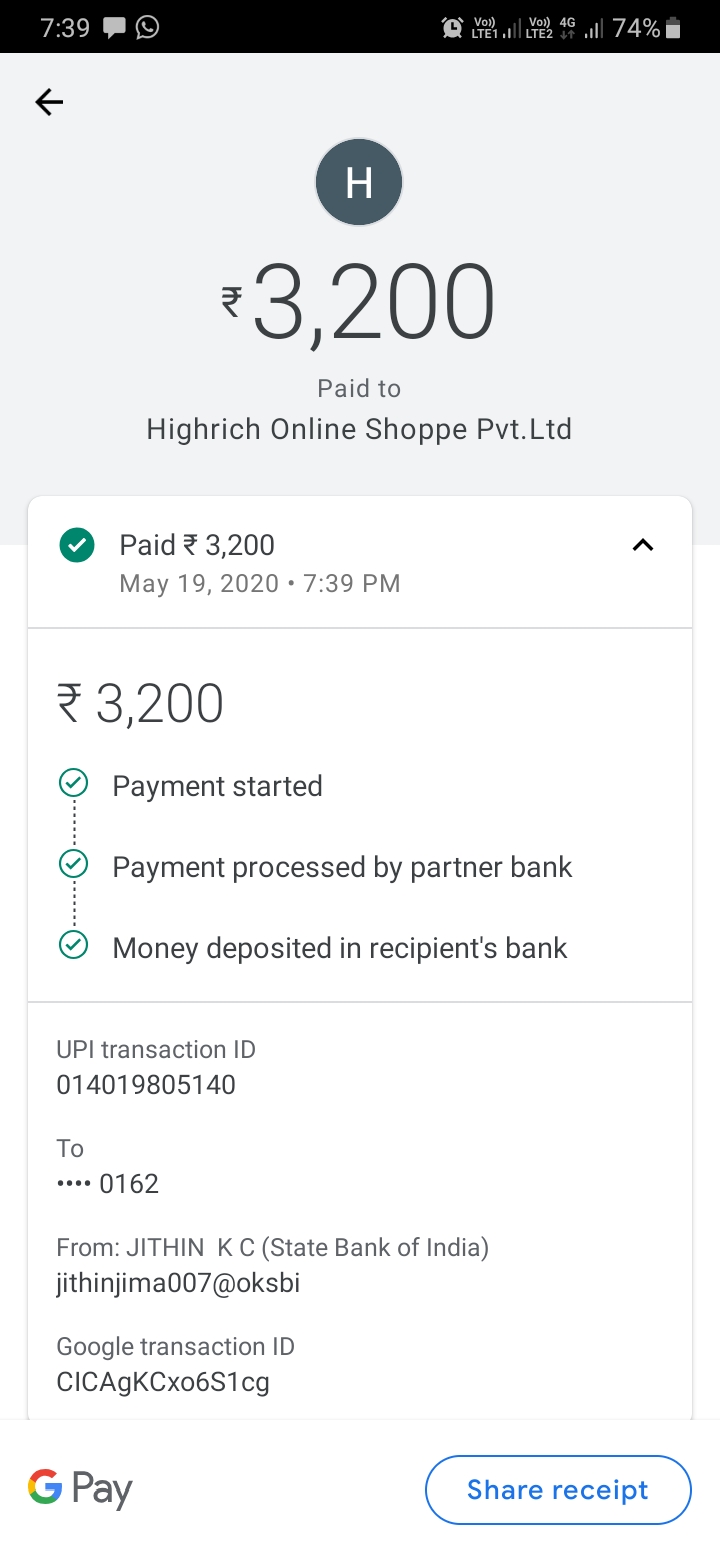 7:39
Vo)) LTE1 Vo)) LTE2 4G 74%
H
₹3,200
Paid to
Highrich Online Shoppe Pvt.Ltd
Paid ₹ 3,200
May 19, 2020 • 7:39 PM
₹ 3,200
Payment started
Payment processed by partner bank
Money deposited in recipient's bank
UPI transaction ID
014019805140
To
•••• 0162
From: JITHIN  K C (State Bank of India)
jithinjima007@oksbi
Google transaction ID
CICAgKCxo6S1cg
G Pay
Share receipt